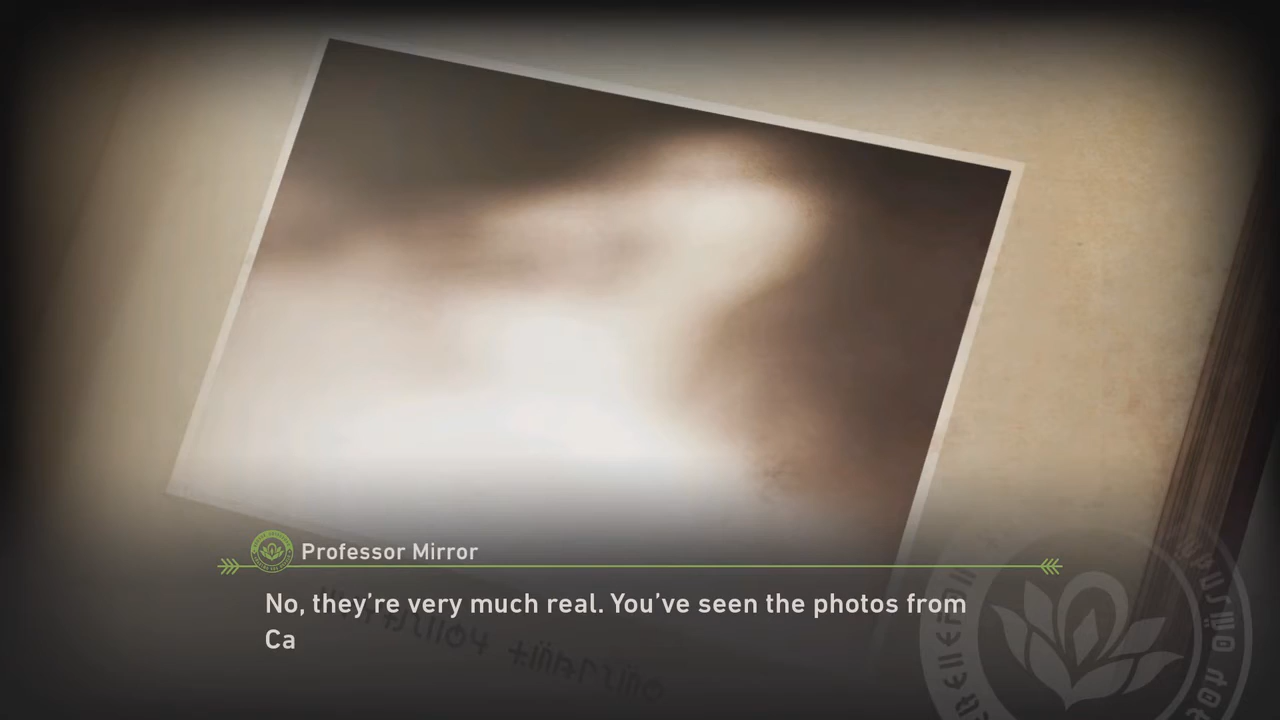 Professor Mirror
No, they're very much real. You've seen the photos from
Ca